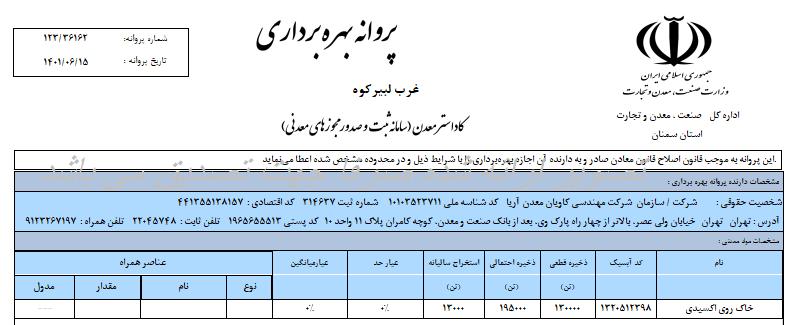 پروانه بهره برداری
شماره پروانه: ۱۲۳/۳۶۱۶۲
تاریخ پروانه : ۱۴۰۱/۰۶/۱۵
جمهوری اسلامی ایران
وزارت صنعت، معدن و تجارت
غرب لیبرکوه
اداره کل صنعت ، معدن و تجارت
استان سمنان
کاداستر معدن (سامانه ثبت و صدور مجوزهای معدنی)
این پروانه به موجب قانون اصلاح قانون معادن صادر و به دارنده آن اجازه بهره‌برداری را با شرایط ذیل و در محدوده مشخص شده اعطا می‌نماید.
مشخصات دارنده پروانه بهره برداری :
شخصیت حقوقی : شرکت / سازمان شرکت مهندسی کاویان معدن آریا کد شناسه ملی ۱۰۱۰۳۵۲۳۷۱۱ شماره ثبت ۳۱۴۶۳۷ کد اقتصادی : ۴۴۱۳۵۵۱۳۸۱۵۷
آدرس : تهران تهران خیابان ولی عصر. بالاتر از چهار راه پارک وی. بعد از بانک صنعت و معدن. کوچه کامران پلاک ۱۱ واحد ۱۰ کد پستی ۱۹۶۵۶۵۵۵۱۳ تلفن ثابت : ۲۲۰۴۵۷۴۸ تلفن همراه : ۹۱۲۳۲۶۷۱۹۷
مشخصات مواد معدنی :
نام کد آیسیک ذخیره قطعی (تن) ذخیره احتمالی (تن) استخراج سالیانه (تن) عیار حد عیارمیانگین عناصر همراه
نوع نام مقدار مدول
خاک روی اکسیدی ۱۳۲۰۵۱۲۳۹۸ ۱۳۰۰۰۰ ۱۹۵۰۰۰ ۱۳۰۰۰ ۰% ۰% ----